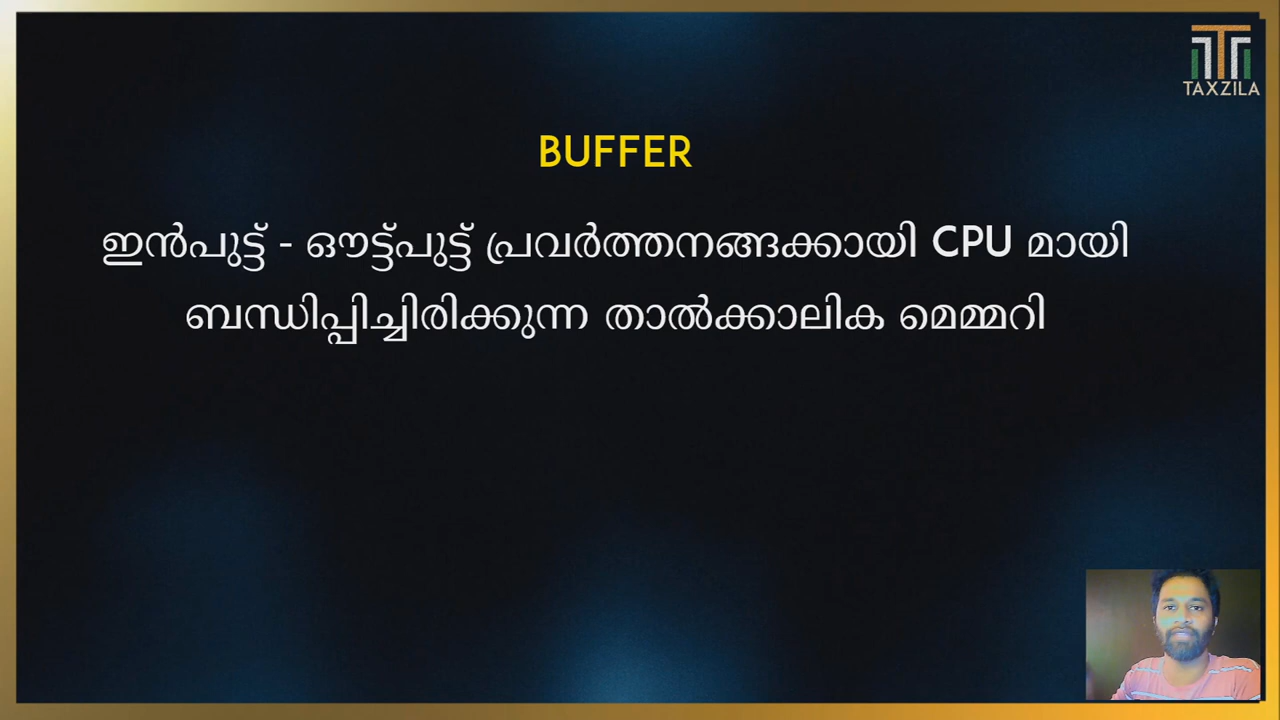 TAXZILA
BUFFER
ഇൻപുട്ട് - ഔട്ട്പുട്ട് പ്രവർത്തനങ്ങക്കായി CPU മായി
ബന്ധിപ്പിച്ചിരിക്കുന്ന താൽക്കാലിക മെമ്മറി